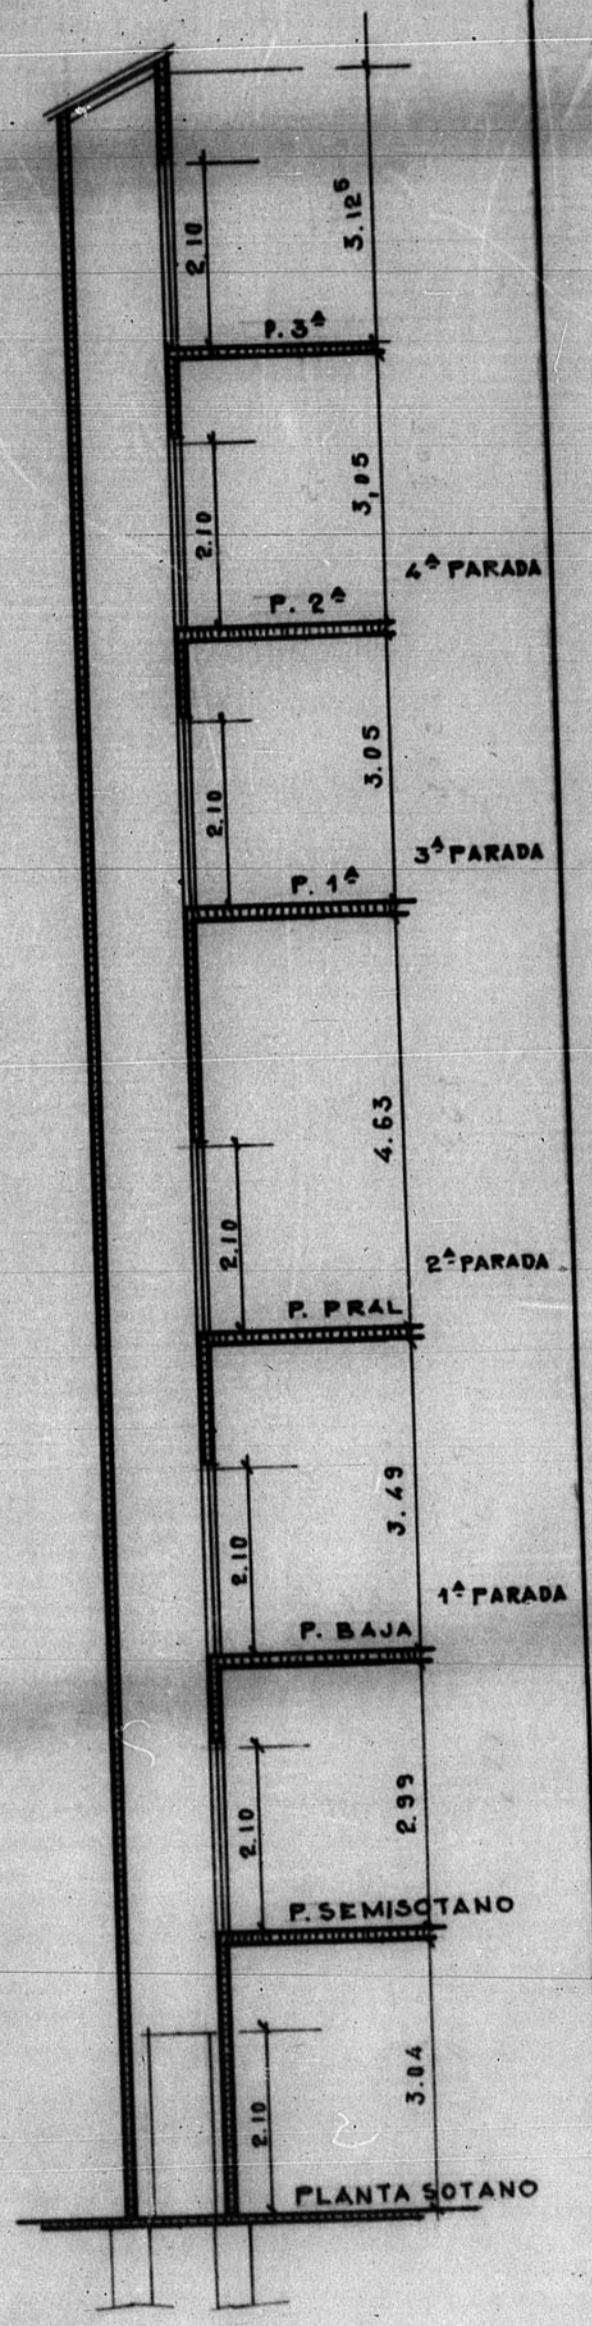 3.12⁵
2.10
P. 3ª
3,05
2.10
4ª PARADA
P. 2ª
3.05
2.10
3ª PARADA
P. 1ª
4.63
2.10
2ª PARADA
P. PRAL
3.49
2.10
1ª PARADA
P. BAJA
2.99
2.10
P. SEMISOTANO
3.04
2.10
PLANTA SOTANO